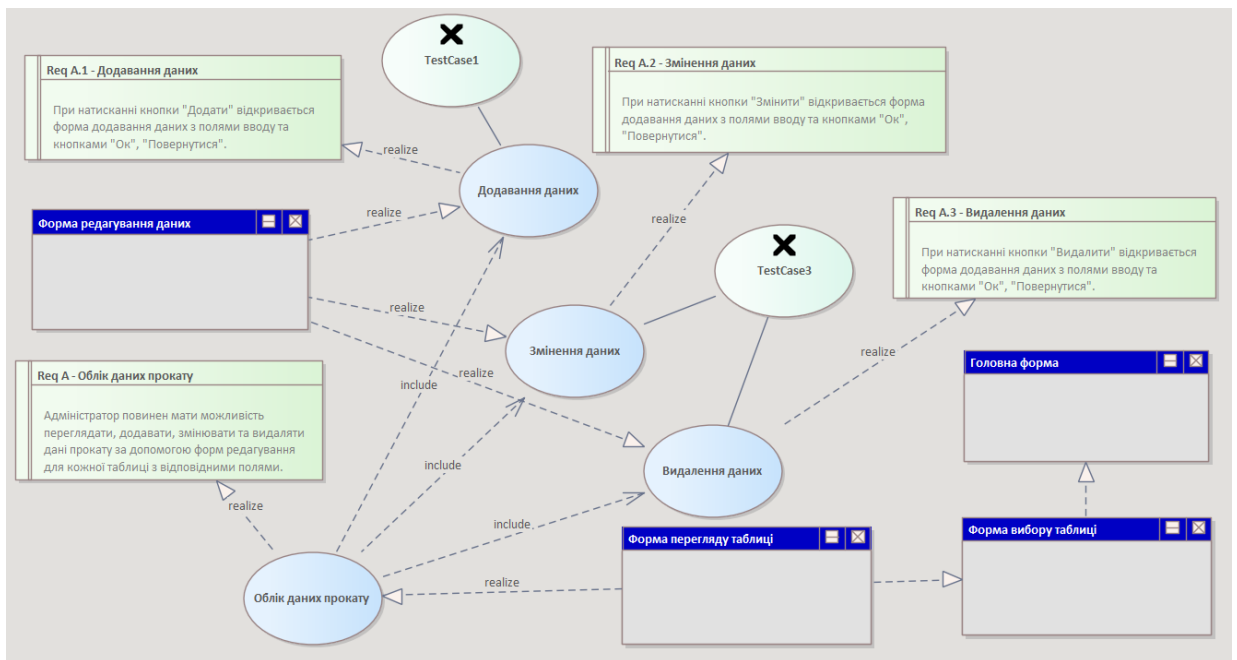 TestCase1
Req A.1 - Додавання даних
При натисканні кнопки "Додати" відкривається
форма додавання даних з полями вводу та
кнопками "Ок", "Повернутися".
Req A.2 - Змінення даних
При натисканні кнопки "Змінити" відкривається форма
додавання даних з полями вводу та кнопками "Ок",
"Повернутися".
realize
Додавання даних
Форма редагування даних
realize
realize
Req A.3 - Видалення даних
При натисканні кнопки "Видалити" відкривається
форма додавання даних з полями вводу та
кнопками "Ок", "Повернутися".
TestCase3
realize
Змінення даних
realize
Req A - Облік даних прокату
Адміністратор повинен мати можливість
переглядати, додавати, змінювати та видаляти
дані прокату за допомогою форм редагування
для кожної таблиці з відповідними полями.
include
realize
Головна форма
include
Видалення даних
realize
include
Форма перегляду таблиці
Форма вибору таблиці
realize
Облік даних прокату